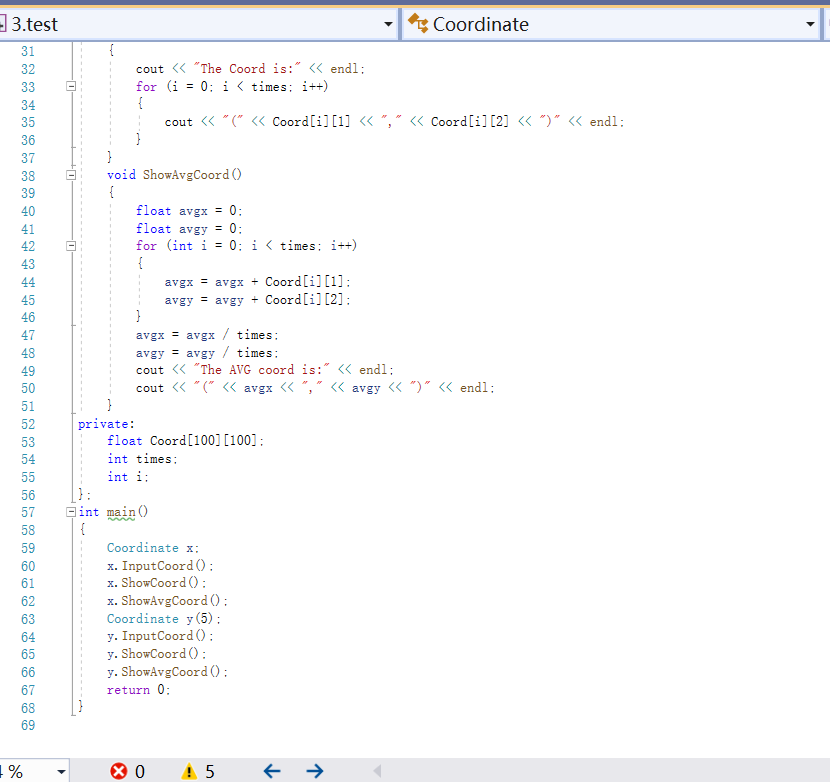 3.test Coordinate
31 {
32 cout << "The Coord is:" << endl;
33 for (i = 0; i < times; i++)
34 {
35 cout << "(" << Coord[i][1] << "," << Coord[i][2] << ")" << endl;
36 }
37 }
38 void ShowAvgCoord()
39 {
40 float avgx = 0;
41 float avgy = 0;
42 for (int i = 0; i < times; i++)
43 {
44 avgx = avgx + Coord[i][1];
45 avgy = avgy + Coord[i][2];
46 }
47 avgx = avgx / times;
48 avgy = avgy / times;
49 cout << "The AVG coord is:" << endl;
50 cout << "(" << avgx << "," << avgy << ")" << endl;
51 }
52 private:
53 float Coord[100][100];
54 int times;
55 int i;
56 };
57 int main()
58 {
59 Coordinate x;
60 x.InputCoord();
61 x.ShowCoord();
62 x.ShowAvgCoord();
63 Coordinate y(5);
64 y.InputCoord();
65 y.ShowCoord();
66 y.ShowAvgCoord();
67 return 0;
68 }
69
% 0 5